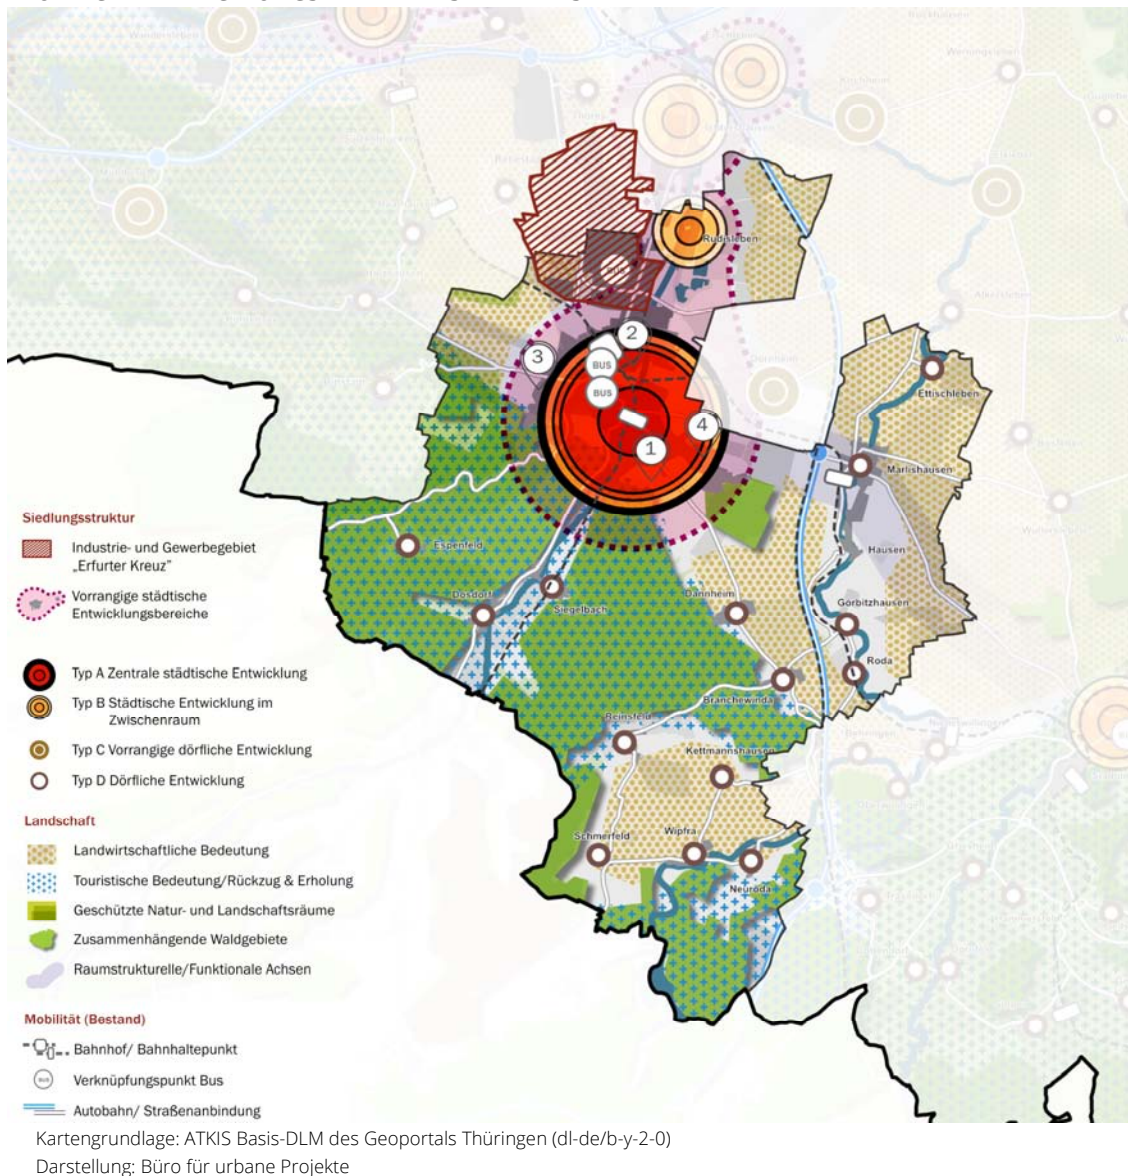 Rudisleben
2
3
BUS
BUS
4
1
Ettischleben
Marlishausen
Hausen
Espenfeld
Dosdorf
Siegelbach
Dannheim
Görbitzhausen
Roda
Branchewinda
Reinsfeld
Kettmannshausen
Schmerfeld
Wipfra
Neuroda
Siedlungsstruktur
Industrie- und Gewerbegebiet
„Erfurter Kreuz"
Vorrangige städtische
Entwicklungsbereiche
Typ A Zentrale städtische Entwicklung
Typ B Städtische Entwicklung im
Zwischenraum
Typ C Vorrangige dörfliche Entwicklung
Typ D Dörfliche Entwicklung
Landschaft
Landwirtschaftliche Bedeutung
Touristische Bedeutung/Rückzug & Erholung
Geschützte Natur- und Landschaftsräume
Zusammenhängende Waldgebiete
Raumstrukturelle/Funktionale Achsen
Mobilität (Bestand)
Bahnhof/ Bahnhaltepunkt
BUS Verknüpfungspunkt Bus
Autobahn/ Straßenanbindung
Kartengrundlage: ATKIS Basis-DLM des Geoportals Thüringen (dl-de/b-y-2-0)
Darstellung: Büro für urbane Projekte